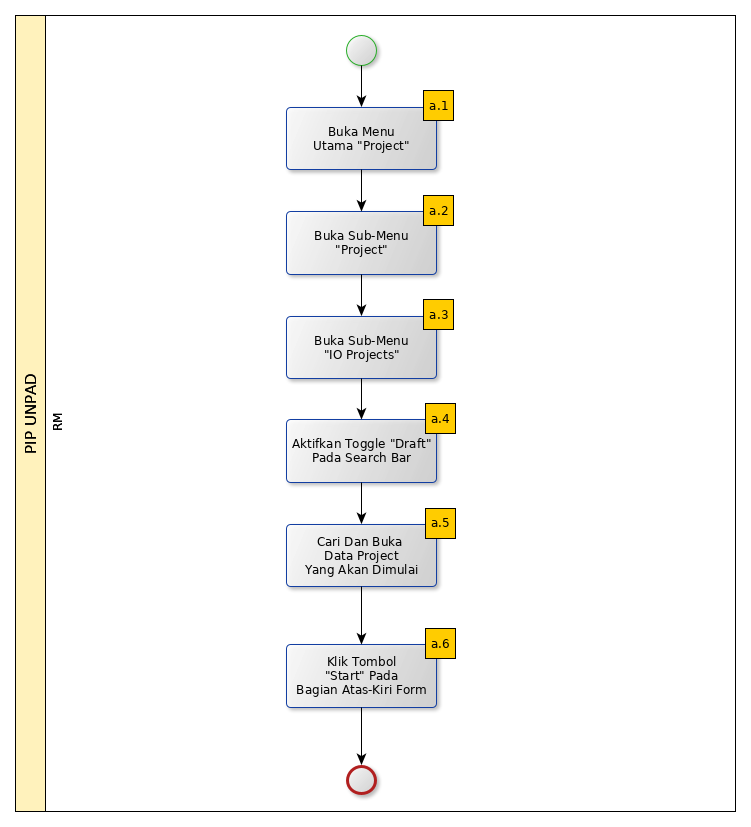 PIP UNPAD
RM
a.1
Buka Menu
Utama "Project"
a.2
Buka Sub-Menu
"Project"
a.3
Buka Sub-Menu
"IO Projects"
a.4
Aktifkan Toggle "Draft"
Pada Search Bar
a.5
Cari Dan Buka
Data Project
Yang Akan Dimulai
a.6
Klik Tombol
"Start" Pada
Bagian Atas-Kiri Form